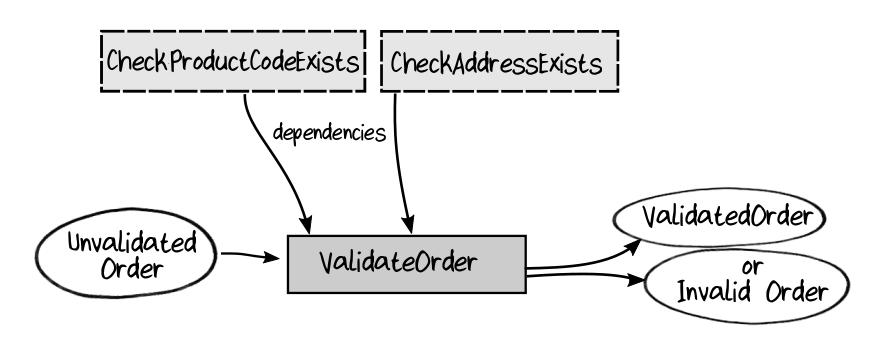 CheckProductCodeExists
CheckAddressExists
dependencies
Unvalidated
Order
ValidateOrder
ValidatedOrder
or
Invalid Order